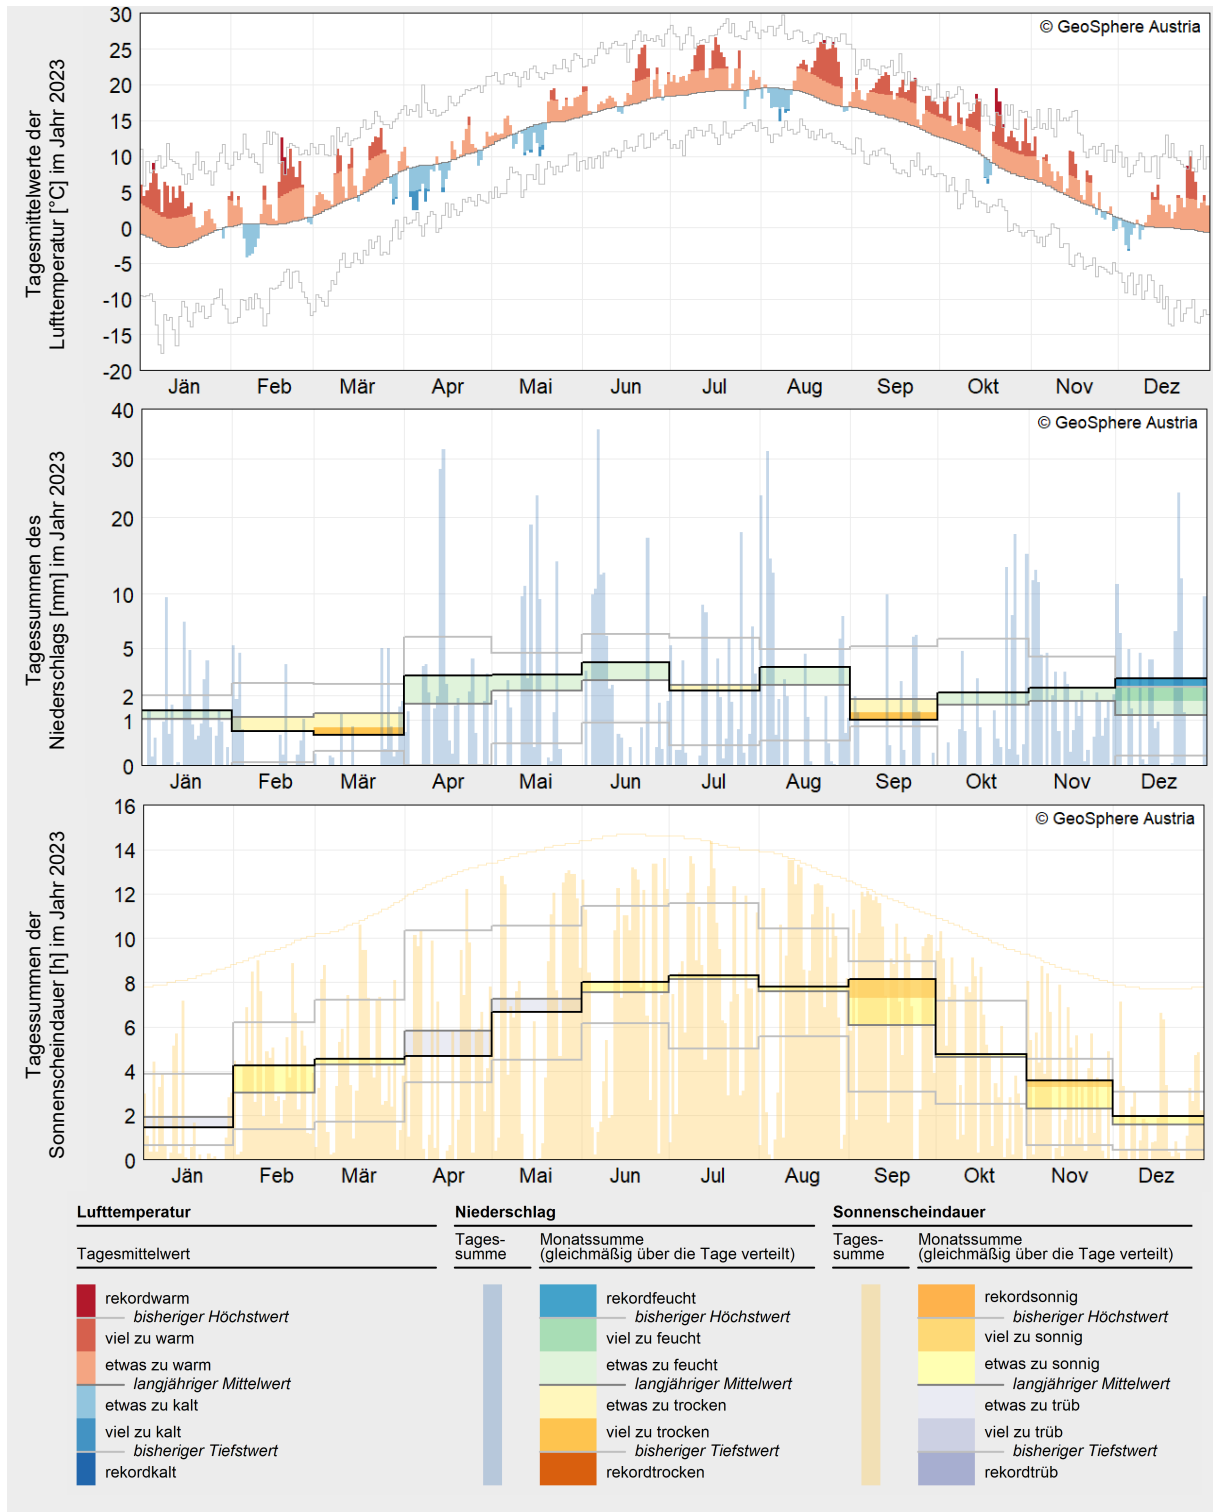 Tagesmittelwerte der
Lufttemperatur [°C] im Jahr 2023
30
25
20
15
10
5
0
-5
-10
-15
-20
© GeoSphere Austria
Jän Feb Mär Apr Mai Jun Jul Aug Sep Okt Nov Dez
Tagessummen des
Niederschlags [mm] im Jahr 2023
40
30
20
10
5
2
1
0
© GeoSphere Austria
Jän Feb Mär Apr Mai Jun Jul Aug Sep Okt Nov Dez
Tagessummen der
Sonnenscheindauer [h] im Jahr 2023
16
14
12
10
8
6
4
2
0
© GeoSphere Austria
Jän Feb Mär Apr Mai Jun Jul Aug Sep Okt Nov Dez
Lufttemperatur
Tagesmittelwert
rekordwarm
bisheriger Höchstwert
viel zu warm
etwas zu warm
langjähriger Mittelwert
etwas zu kalt
viel zu kalt
bisheriger Tiefstwert
rekordkalt
Niederschlag
Tages-
summe
Monatssumme
(gleichmäßig über die Tage verteilt)
rekordfeucht
bisheriger Höchstwert
viel zu feucht
etwas zu feucht
langjähriger Mittelwert
etwas zu trocken
viel zu trocken
bisheriger Tiefstwert
rekordtrocken
Sonnenscheindauer
Tages-
summe
Monatssumme
(gleichmäßig über die Tage verteilt)
rekordsonnig
bisheriger Höchstwert
viel zu sonnig
etwas zu sonnig
langjähriger Mittelwert
etwas zu trüb
viel zu trüb
bisheriger Tiefstwert
rekordtrüb